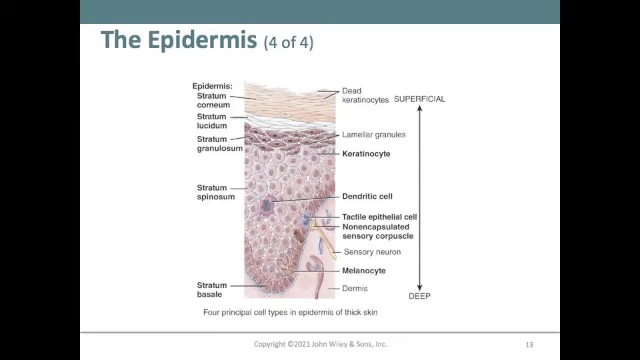 The Epidermis (4 of 4)
Epidermis:
Stratum
corneum
Stratum
lucidum
Stratum
granulosum
Stratum
spinosum
Stratum
basale
Dead
keratinocytes
Lamellar granules
Keratinocyte
Dendritic cell
Tactile epithelial cell
Nonencapsulated
sensory corpuscle
Sensory neuron
Melanocyte
Dermis
SUPERFICIAL
DEEP
Four principal cell types in epidermis of thick skin
Copyright ©2021 John Wiley & Sons, Inc.
13